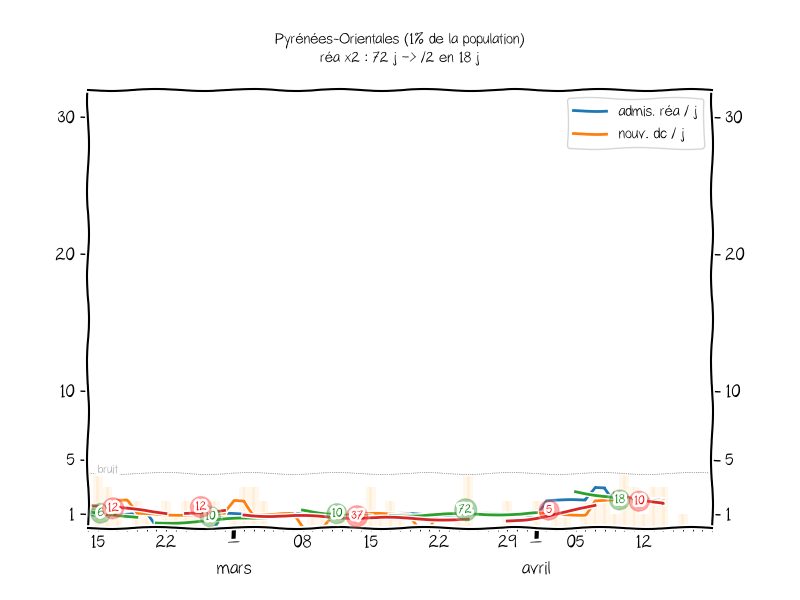 Pyrénées-Orientales (1% de la population)
réa x2 : 72 j -> /2 en 18 j
admis. réa / j
nouv. dc / j
30 30
20 20
10 10
5 5
bruit
1 1
6 12 12 10 10 37 72 5 18 10
15 22 08 15 22 29 05 12
mars avril